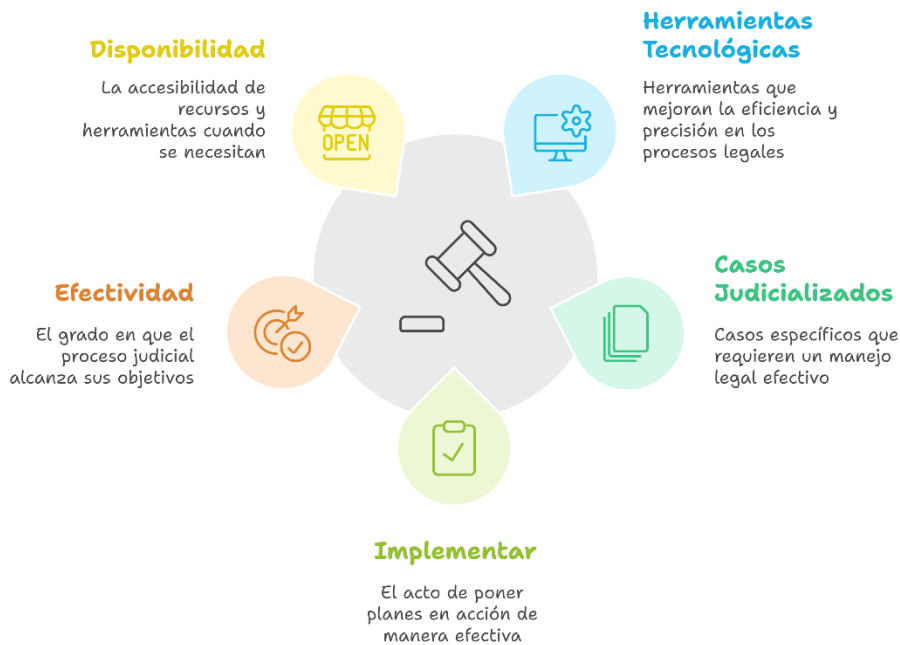 Disponibilidad
La accesibilidad de
recursos y
herramientas cuando
se necesitan
OPEN
Herramientas
Tecnológicas
Herramientas que
mejoran la eficiencia y
precisión en los
procesos legales
Efectividad
El grado en que el
proceso judicial
alcanza sus objetivos
Casos
Judicializados
Casos específicos que
requieren un manejo
legal efectivo
Implementar
El acto de poner
planes en acción de
manera efectiva